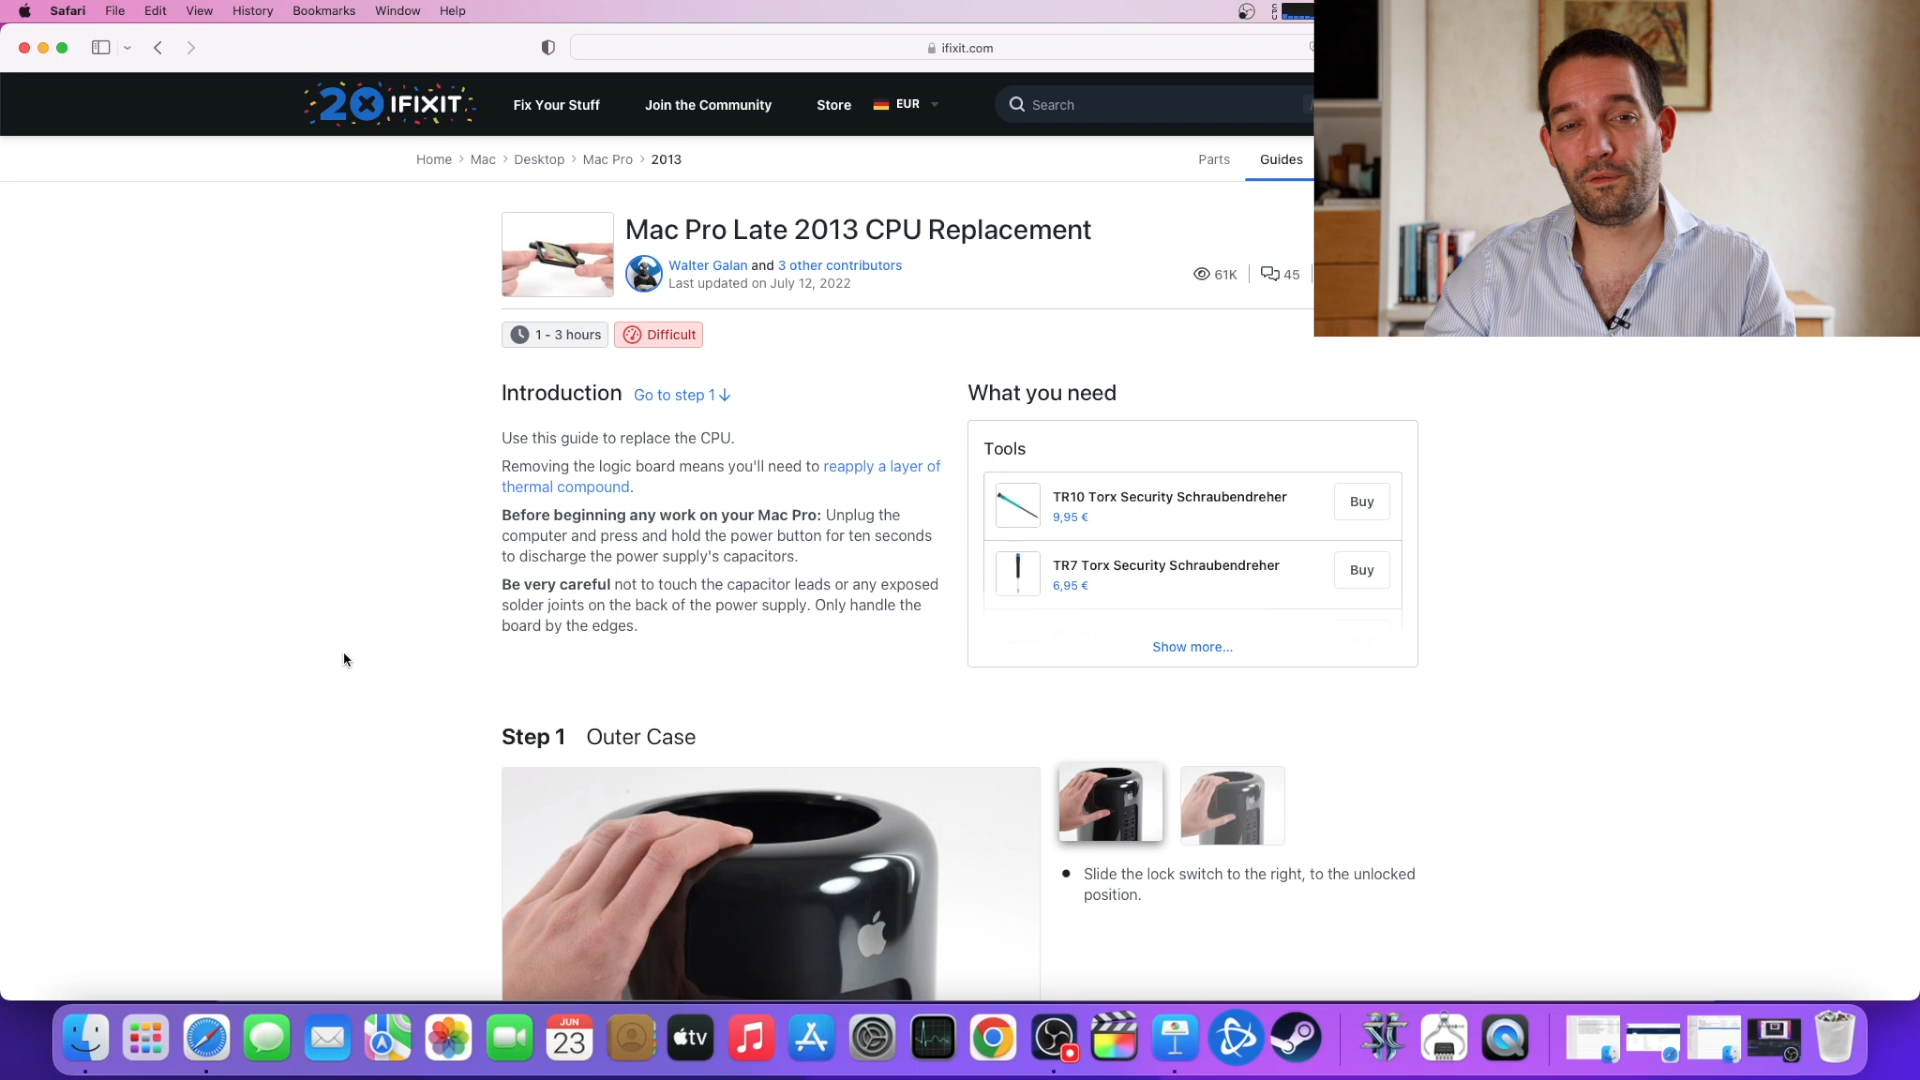 Safari File Edit View History Bookmarks Window Help
ifixit.com
20 IFIXIT Fix Your Stuff Join the Community Store EUR Search
Home > Mac > Desktop > Mac Pro > 2013 Parts Guides
Mac Pro Late 2013 CPU Replacement
Walter Galan and 3 other contributors
Last updated on July 12, 2022
61K 45
1 - 3 hours Difficult
Introduction Go to step 1↓
Use this guide to replace the CPU.
Removing the logic board means you'll need to reapply a layer of
thermal compound.
Before beginning any work on your Mac Pro: Unplug the
computer and press and hold the power button for ten seconds
to discharge the power supply's capacitors.
Be very careful not to touch the capacitor leads or any exposed
solder joints on the back of the power supply. Only handle the
board by the edges.
What you need
Tools
TR10 Torx Security Schraubendreher
9,95 €
Buy
TR7 Torx Security Schraubendreher
6,95 €
Buy
Show more...
Step 1 Outer Case
• Slide the lock switch to the right, to the unlocked
position.
JUN
23
tv